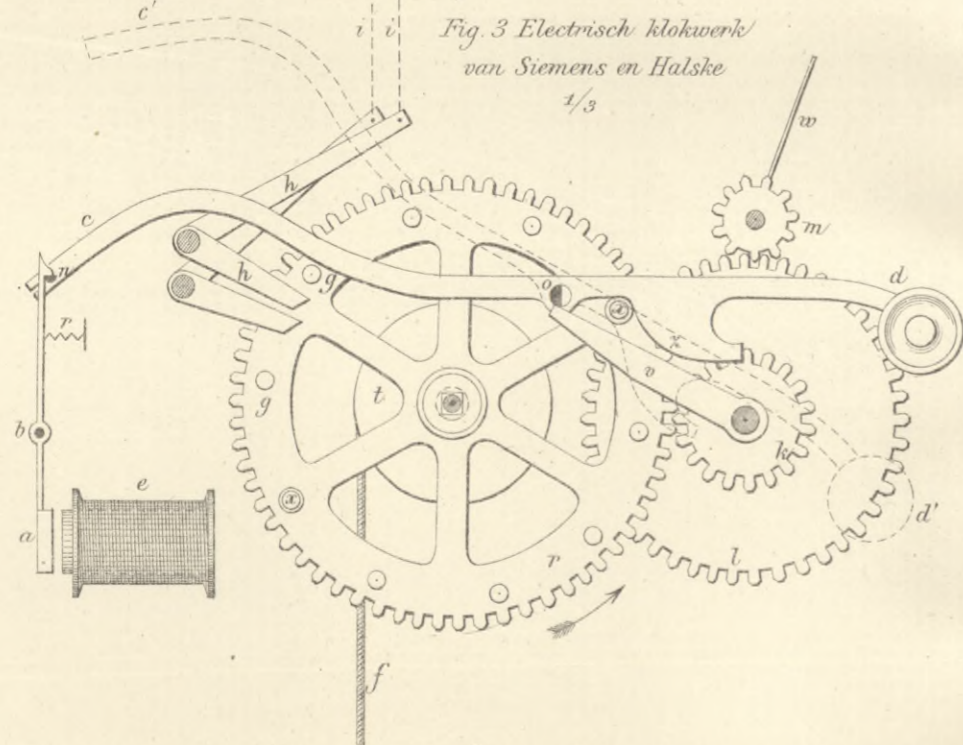 c'
i i
Fig. 3 Electrisch klokwerk
van Siemens en Halske
1/3
w
h
m
c
n
h
g
o
d
x
r
x
v
t
g
b
k
e
x
d'
a
r
l
f